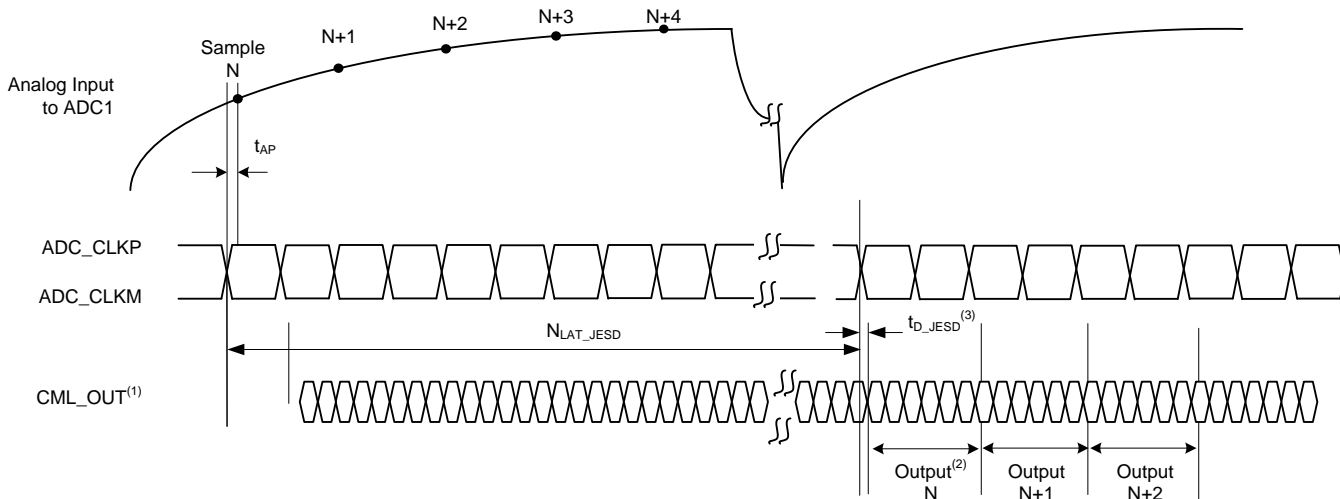 Sample
N
N+1
N+2
N+3
N+4
Analog Input
to ADC1
tAP
ADC_CLKP
ADC_CLKM
NLAT_JESD
tD_JESD(3)
CML_OUT(1)
Output(2)
N
Output
N+1
Output
N+2